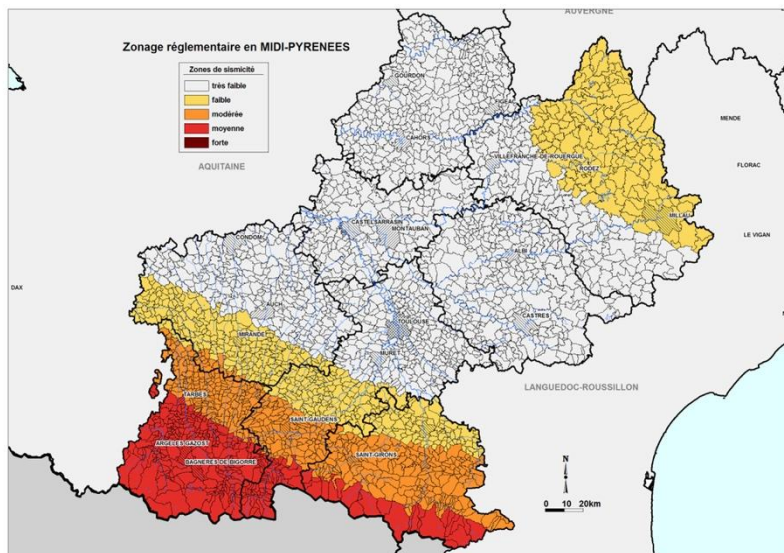 AUVERGNE
Zonage réglementaire en MIDI-PYRENEES
Zones de sismicité
très faible
faible
modérée
moyenne
forte
AQUITAINE
GOURDON
FIGEAC
CAHORS
MENDE
FLORAC
VILLEFRANCHE-DE-ROUERGUE
RODEZ
MILLAU
LE VIGAN
CASTELSARRASIN
MONTAUBAN
CONDOM
ALBI
DAX
AUCH
TOULOUSE
CASTRES
MIRANDE
MURET
LANGUEDOC-ROUSSILLON
TARBES
SAINT-GAUDENS
ARGELES-GAZOST
SAINT-GIRONS
BAGNERES-DE-BIGORRE
N
0 10 20km